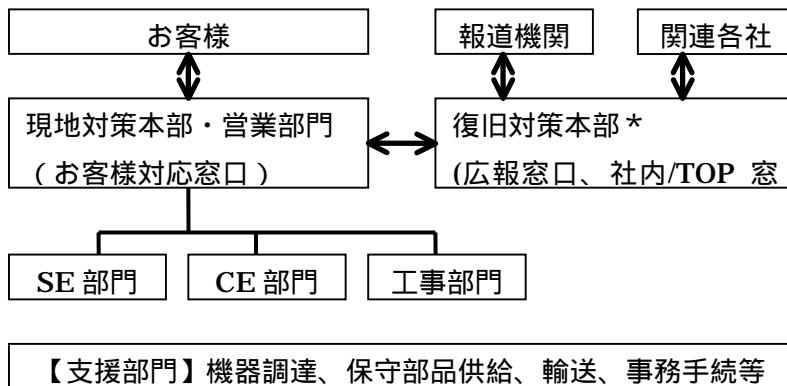 お客様
報道機関
関連各社
現地対策本部・営業部門
（お客様対応窓口）
復旧対策本部*
(広報窓口、社内/TOP 窓
SE 部門
CE 部門
工事部門
【支援部門】機器調達、保守部品供給、輸送、事務手続等